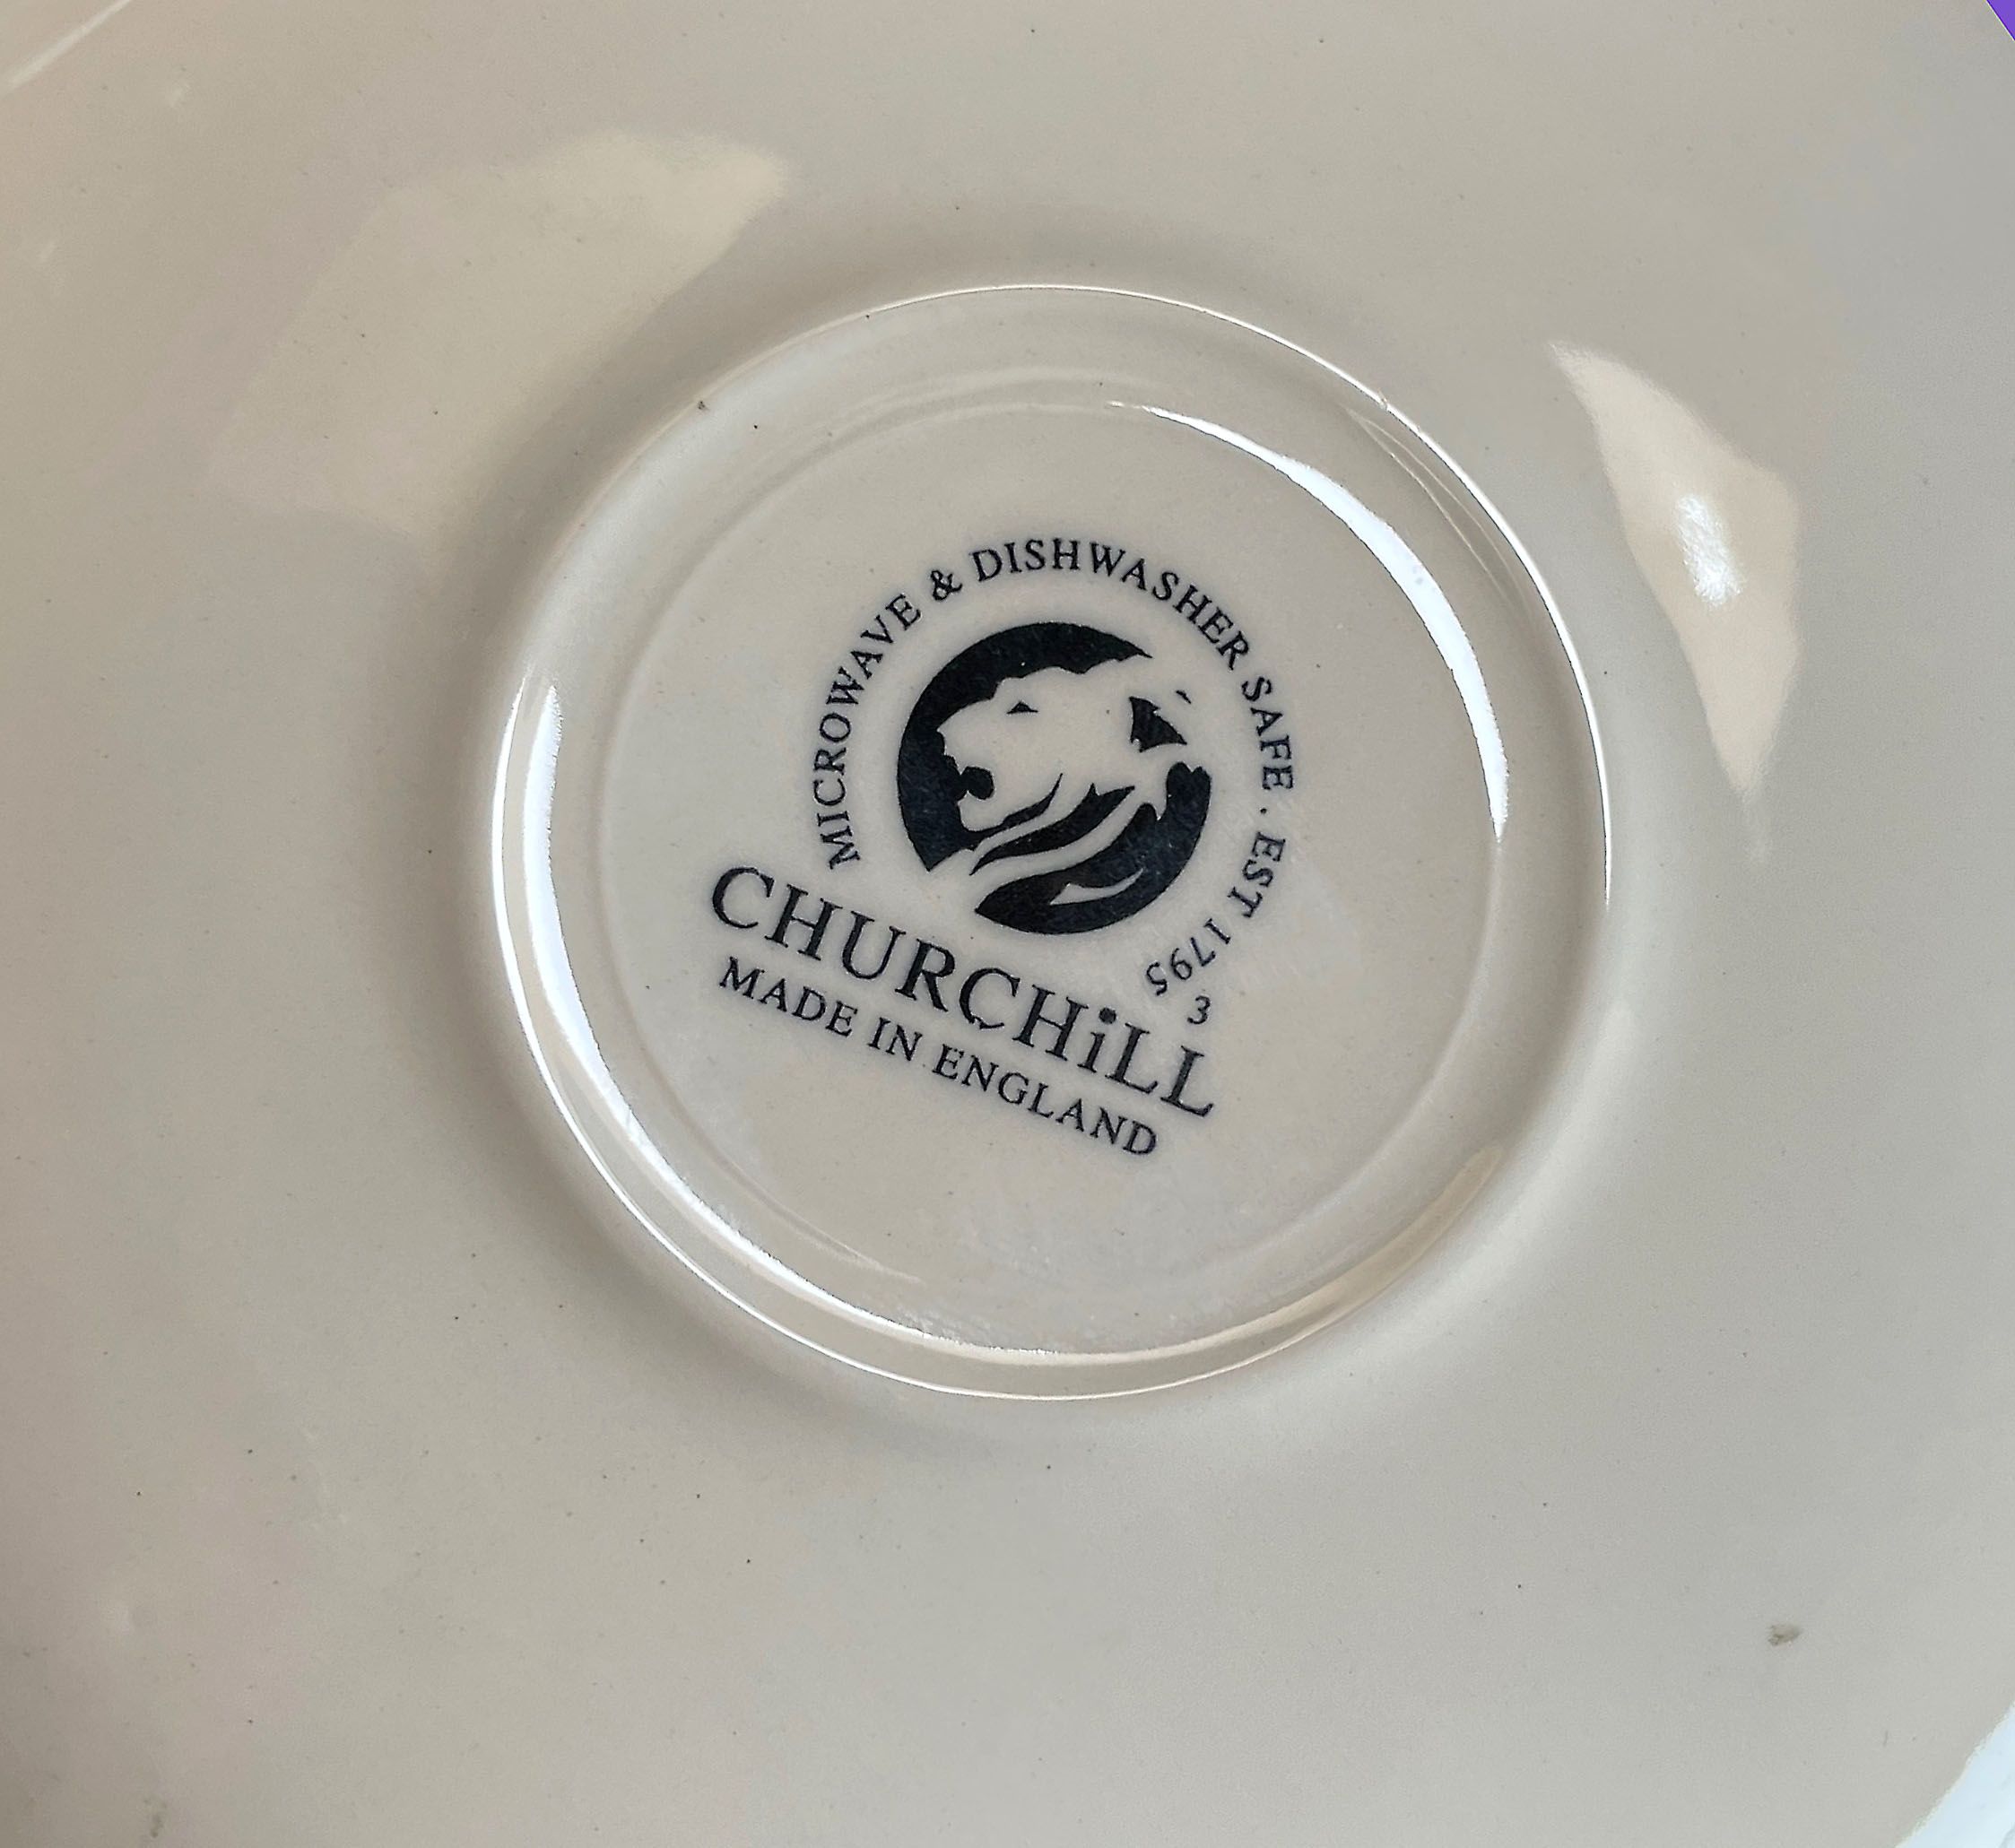 MICROWAVE & DISHWASHER SAFE . EST 1795
3
CHURCHiLL
MADE IN ENGLAND